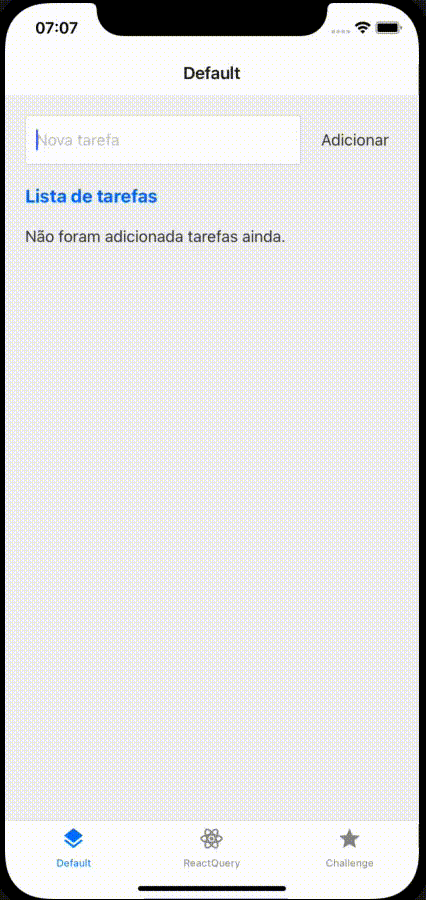 07:07
Default
Nova tarefa
Adicionar
Lista de tarefas
Não foram adicionada tarefas ainda.
Default
ReactQuery
Challenge